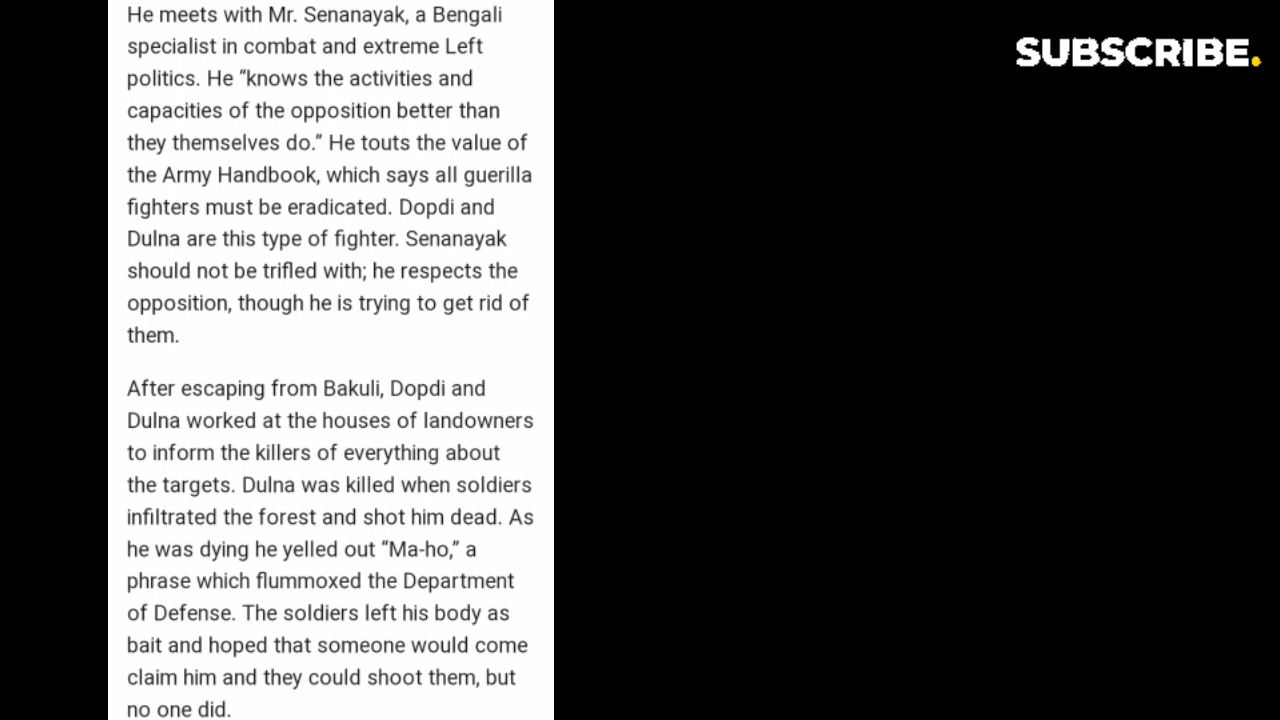 He meets with Mr. Senanayak, a Bengali
specialist in combat and extreme Left
politics. He “knows the activities and
capacities of the opposition better than
they themselves do.” He touts the value of
the Army Handbook, which says all guerilla
fighters must be eradicated. Dopdi and
Dulna are this type of fighter. Senanayak
should not be trifled with; he respects the
opposition, though he is trying to get rid of
them.
After escaping from Bakuli, Dopdi and
Dulna worked at the houses of landowners
to inform the killers of everything about
the targets. Dulna was killed when soldiers
infiltrated the forest and shot him dead. As
he was dying he yelled out “Ma-ho,” a
phrase which flummoxed the Department
of Defense. The soldiers left his body as
bait and hoped that someone would come
claim him and they could shoot them, but
no one did.
SUBSCRIBE.